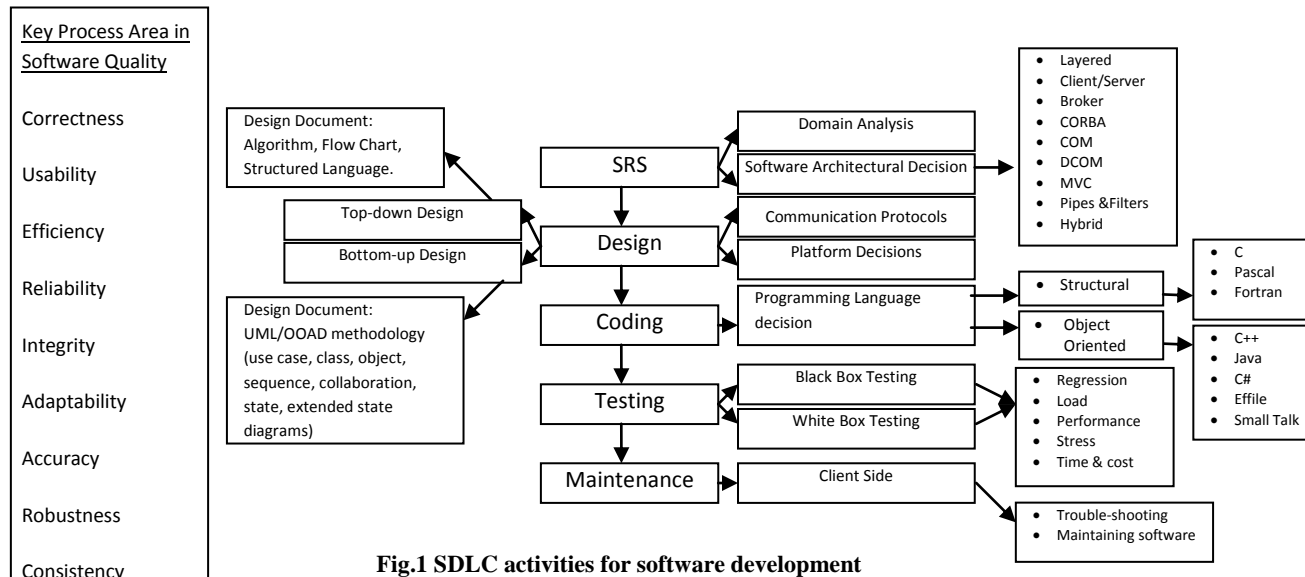 Key Process Area in
Software Quality
Correctness
Usability
Efficiency
Reliability
Integrity
Adaptability
Accuracy
Robustness
Consistency
Design Document:
Algorithm, Flow Chart,
Structured Language.
Top-down Design
Bottom-up Design
Design Document:
UML/OOAD methodology
(use case, class, object,
sequence, collaboration,
state, extended state
diagrams)
SRS
Design
Coding
Testing
Maintenance
Domain Analysis
Software Architectural Decision
Communication Protocols
Platform Decisions
Programming Language
decision
Black Box Testing
White Box Testing
Client Side
• Layered
• Client/Server
• Broker
• CORBA
• COM
• DCOM
• MVC
• Pipes &Filters
• Hybrid
• Structural
• Object
Oriented
• C
• Pascal
• Fortran
• C++
• Java
• C#
• Effile
• Small Talk
• Regression
• Load
• Performance
• Stress
• Time & cost
• Trouble-shooting
• Maintaining software
Fig.1 SDLC activities for software development